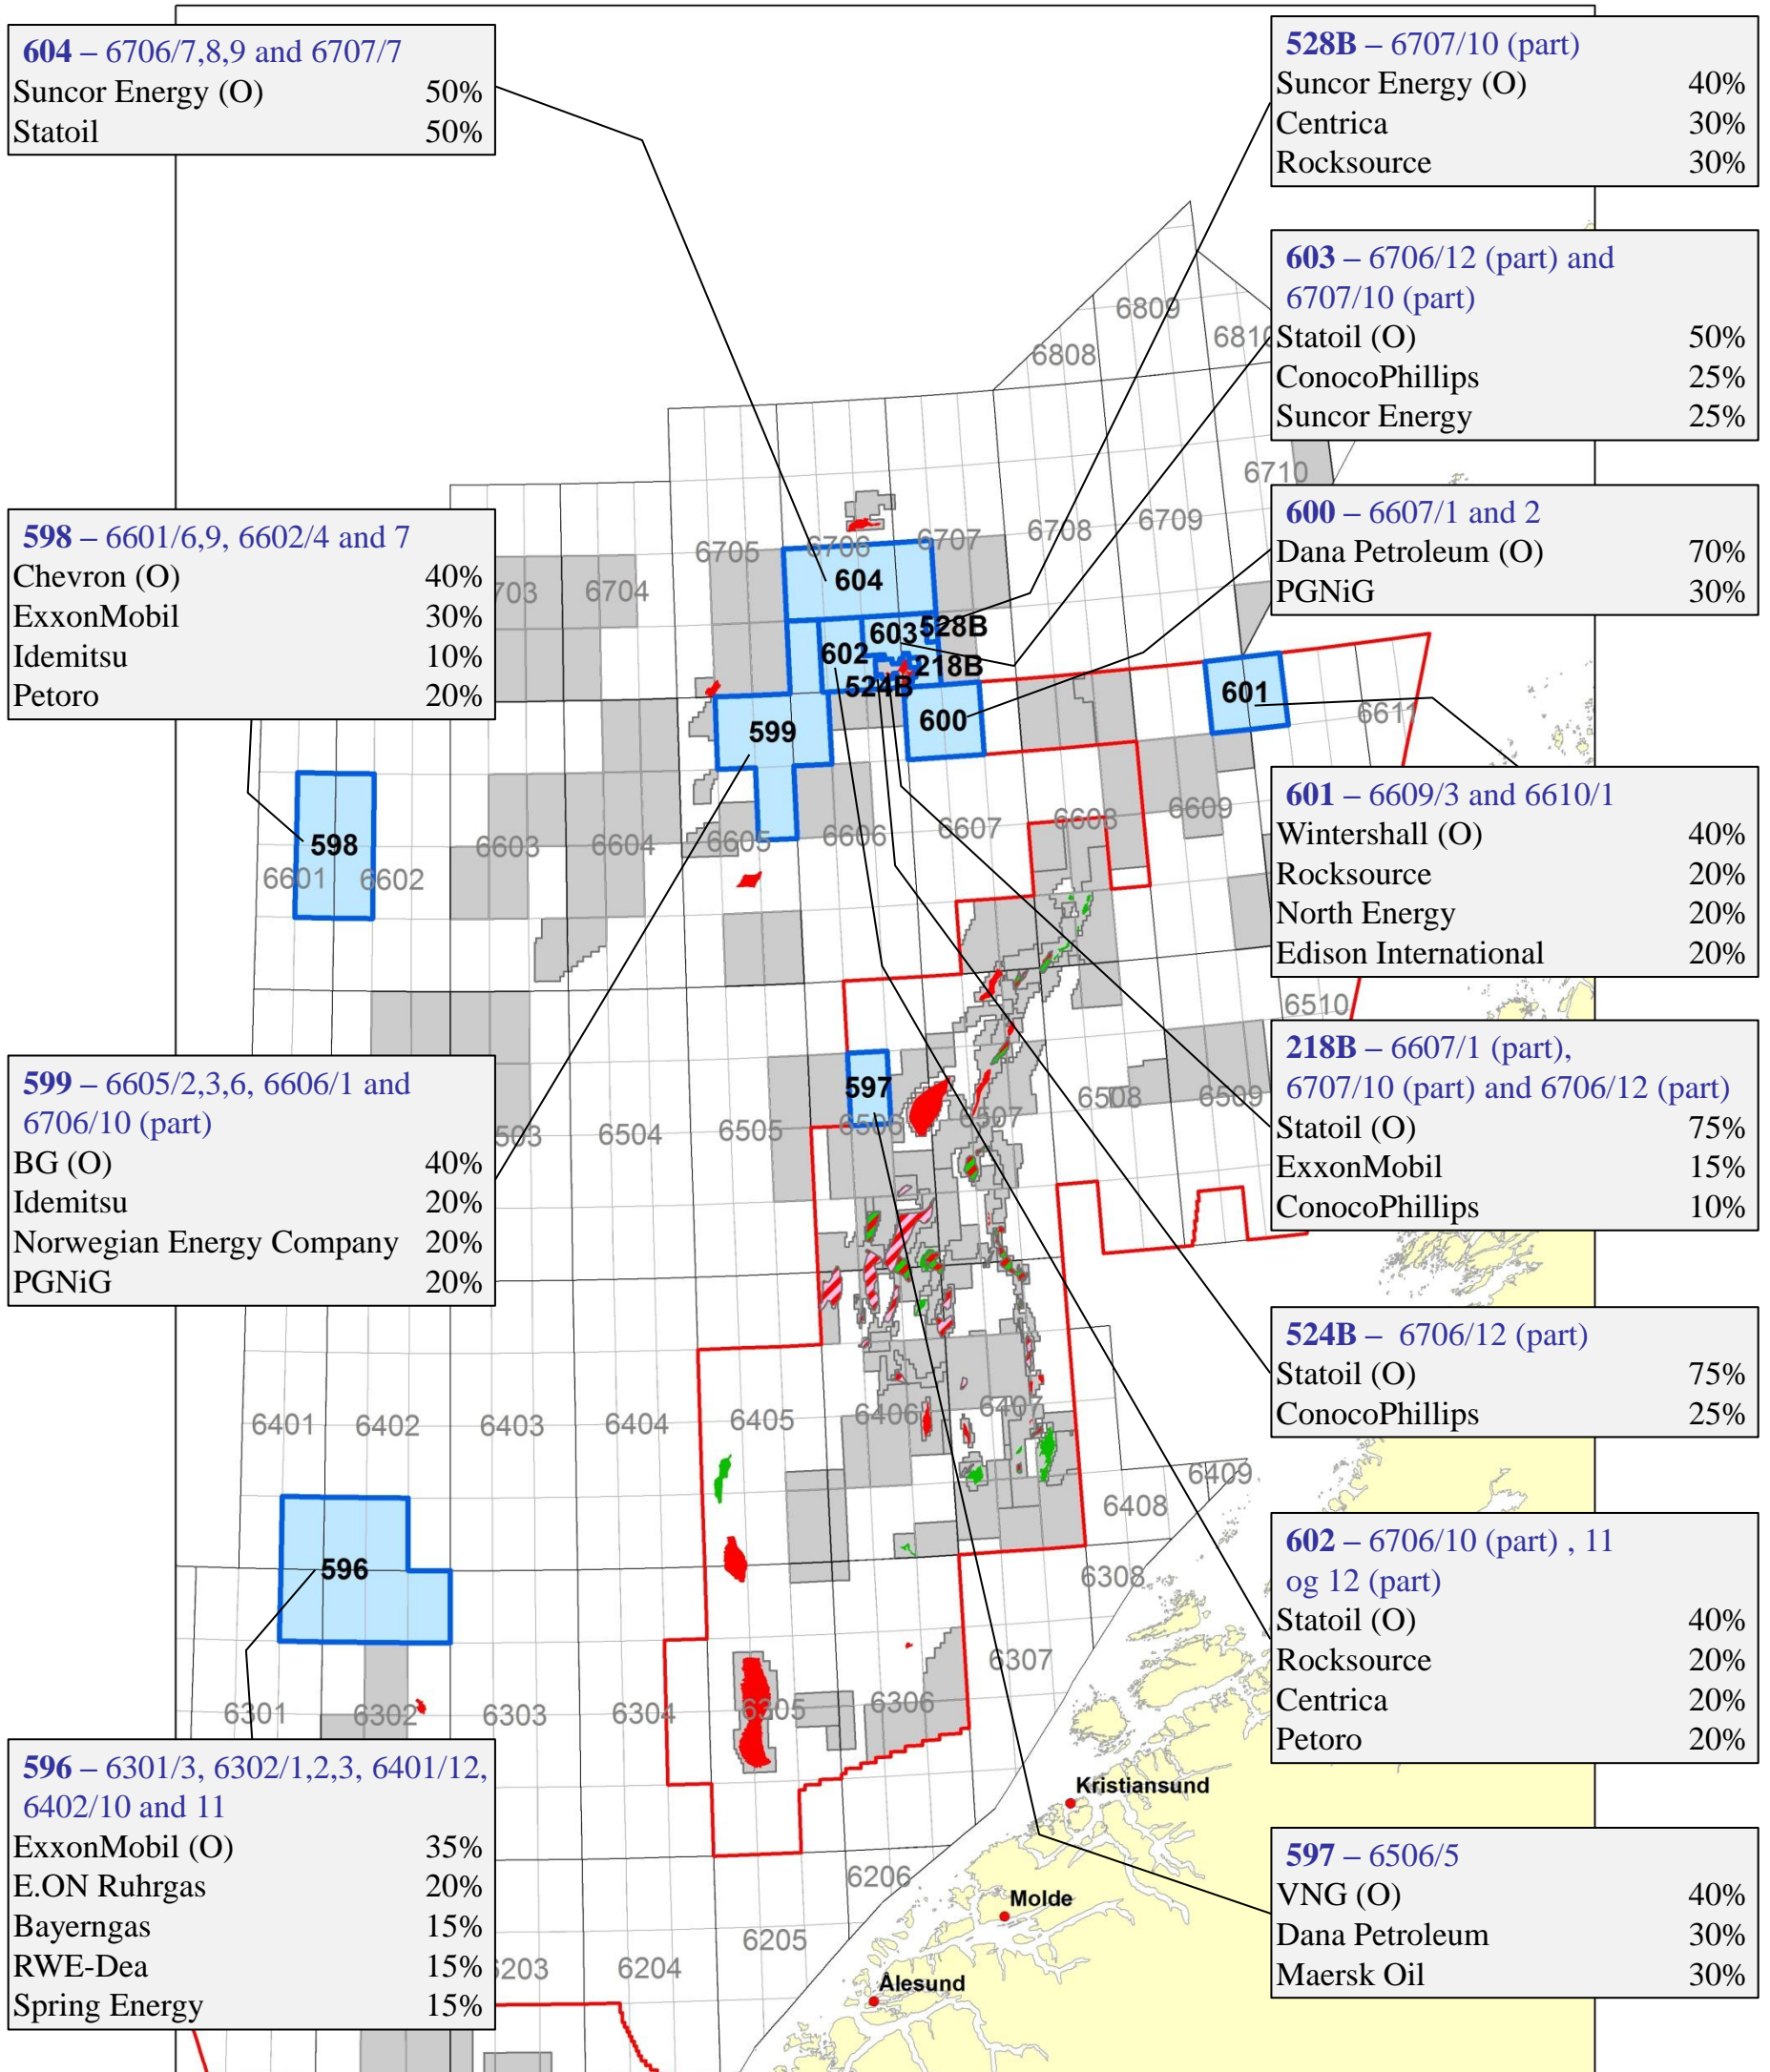 604 – 6706/7,8,9 and 6707/7
Suncor Energy (O) 50%
Statoil 50%
528B – 6707/10 (part)
Suncor Energy (O) 40%
Centrica 30%
Rocksource 30%
603 – 6706/12 (part) and
6707/10 (part)
Statoil (O) 50%
ConocoPhillips 25%
Suncor Energy 25%
598 – 6601/6,9, 6602/4 and 7
Chevron (O) 40%
ExxonMobil 30%
Idemitsu 10%
Petoro 20%
600 – 6607/1 and 2
Dana Petroleum (O) 70%
PGNiG 30%
601 – 6609/3 and 6610/1
Wintershall (O) 40%
Rocksource 20%
North Energy 20%
Edison International 20%
599 – 6605/2,3,6, 6606/1 and
6706/10 (part)
BG (O) 40%
Idemitsu 20%
Norwegian Energy Company 20%
PGNiG 20%
218B – 6607/1 (part),
6707/10 (part) and 6706/12 (part)
Statoil (O) 75%
ExxonMobil 15%
ConocoPhillips 10%
524B – 6706/12 (part)
Statoil (O) 75%
ConocoPhillips 25%
602 – 6706/10 (part) , 11
og 12 (part)
Statoil (O) 40%
Rocksource 20%
Centrica 20%
Petoro 20%
596 – 6301/3, 6302/1,2,3, 6401/12,
6402/10 and 11
ExxonMobil (O) 35%
E.ON Ruhrgas 20%
Bayerngas 15%
RWE-Dea 15%
Spring Energy 15%
597 – 6506/5
VNG (O) 40%
Dana Petroleum 30%
Maersk Oil 30%
6809
6810
6808
6710
6709
6708
6707
6706
6705
6704
703
604
603
528B
602
218B
524B
601
600
599
6611
6609
6608
6607
6606
6605
6604
6603
598
6601
6602
6510
597
6509
6508
6507
6506
6505
6504
503
6401
6402
6403
6404
6405
6406
6407
6409
6408
596
6308
6307
6301
6302
6303
6304
6305
6306
Kristiansund
6206
Molde
6205
6204
6203
Ålesund